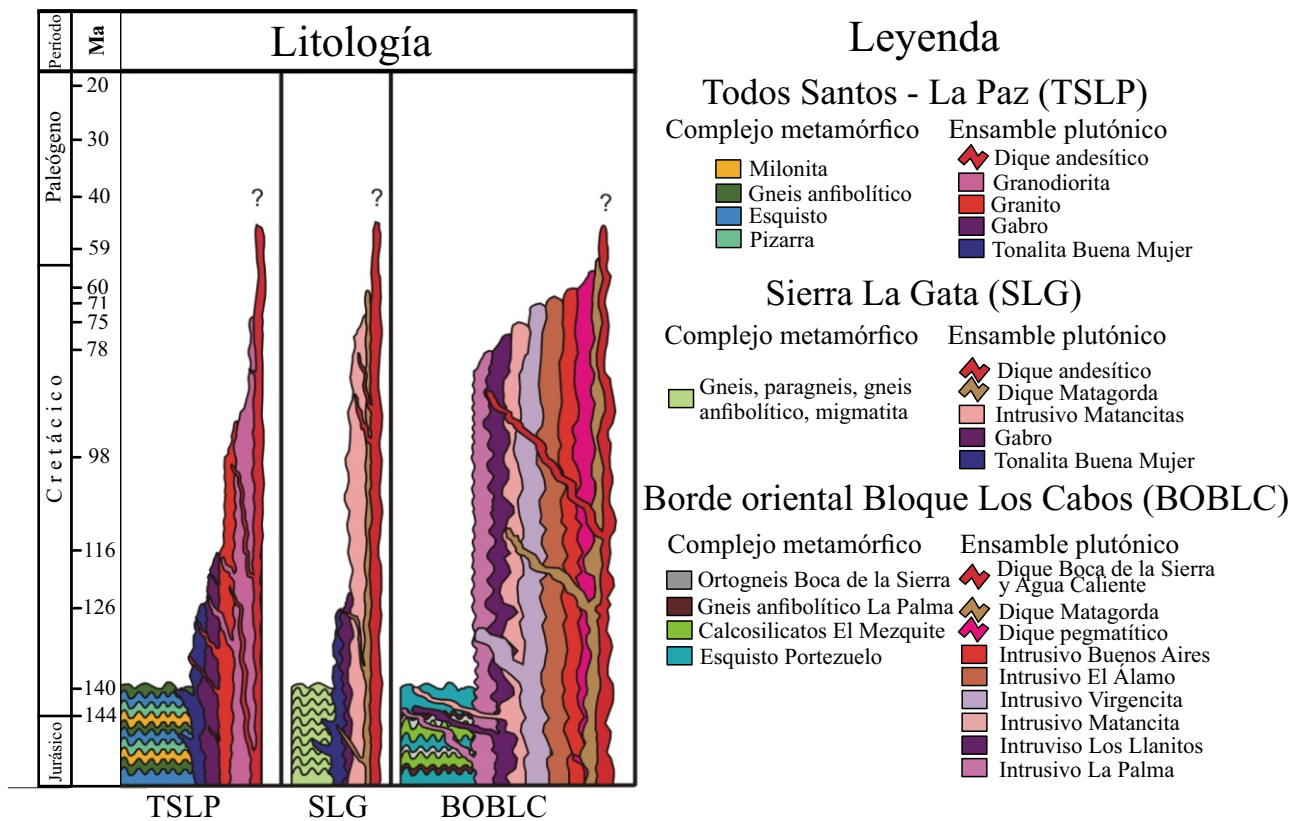 Período
Ma
Litología
20
30
40
59
60
71
75
78
98
116
126
140
144
Paleógeno
Cretácico
Jurásico
?
?
?
TSLP
SLG
BOBLC
Leyenda
Todos Santos - La Paz (TSLP)
Complejo metamórfico
Milonita
Gneis anfibolítico
Esquisto
Pizarra
Ensamble plutónico
Dique andesítico
Granodiorita
Granito
Gabro
Tonalita Buena Mujer
Sierra La Gata (SLG)
Complejo metamórfico
Gneis, paragneis, gneis
anfibolítico, migmatita
Ensamble plutónico
Dique andesítico
Dique Matagorda
Intrusivo Matancitas
Gabro
Tonalita Buena Mujer
Borde oriental Bloque Los Cabos (BOBLC)
Complejo metamórfico
Ortogneis Boca de la Sierra
Gneis anfibolítico La Palma
Calcosilicatos El Mezquite
Esquisto Portezuelo
Ensamble plutónico
Dique Boca de la Sierra
y Agua Caliente
Dique Matagorda
Dique pegmatítico
Intrusivo Buenos Aires
Intrusivo El Álamo
Intrusivo Virgencita
Intrusivo Matancita
Intruviso Los Llanitos
Intrusivo La Palma